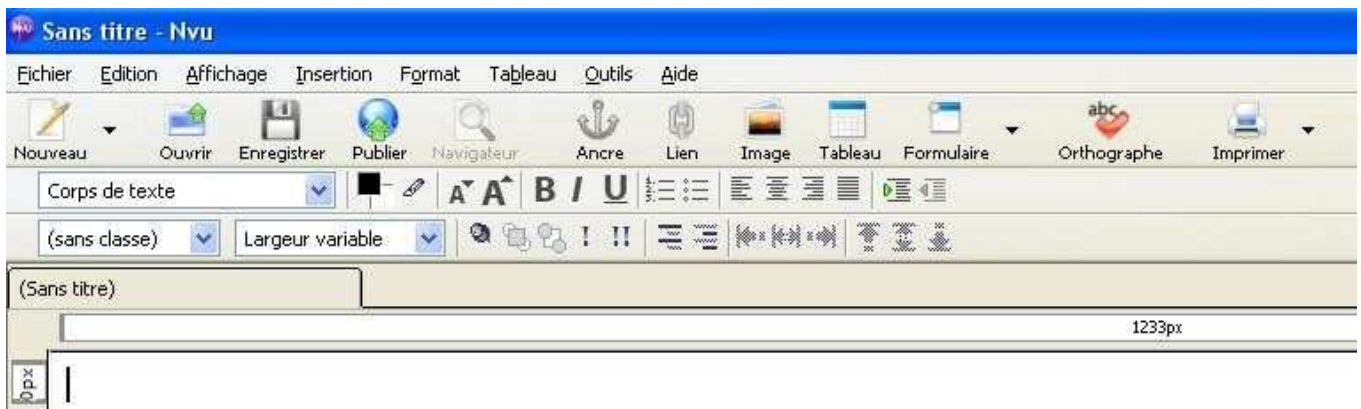 Sans titre - Nvu
Fichier Edition Affichage Insertion Format Tableau Outils Aide
Nouveau Ouvrir Enregistrer Publier Navigateur Ancre Lien Image Tableau Formulaire Orthographe Imprimer
Corps de texte A A B I U
(sans classe) Largeur variable ! !!
(Sans titre)
1233px
0px